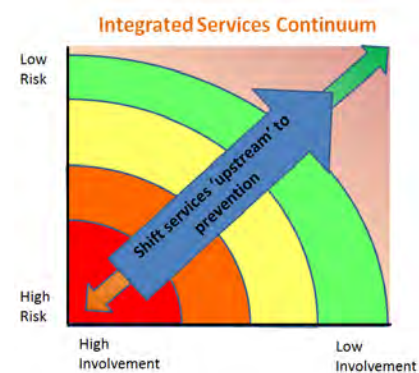 Integrated Services Continuum
Low
Risk
Shift services 'upstream' to
prevention
High
Risk
High
Involvement
Low
Involvement